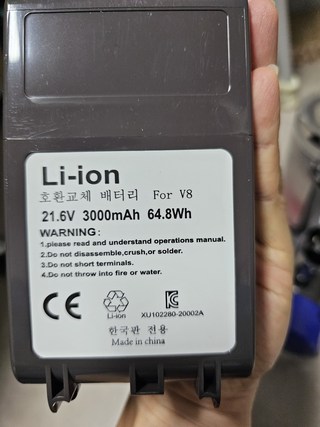 Li-ion
호환교체 배터리 For V8
21.6V 3000mAh 64.8Wh
WARNING:
1.please read and understand operations manual.
2.Do not disassemble,crush,or solder.
3.Do not short terminals.
4.Do not throw into fire or water.
CE
Li-ion
XU102280-20002A
한국판 전용
Made in china